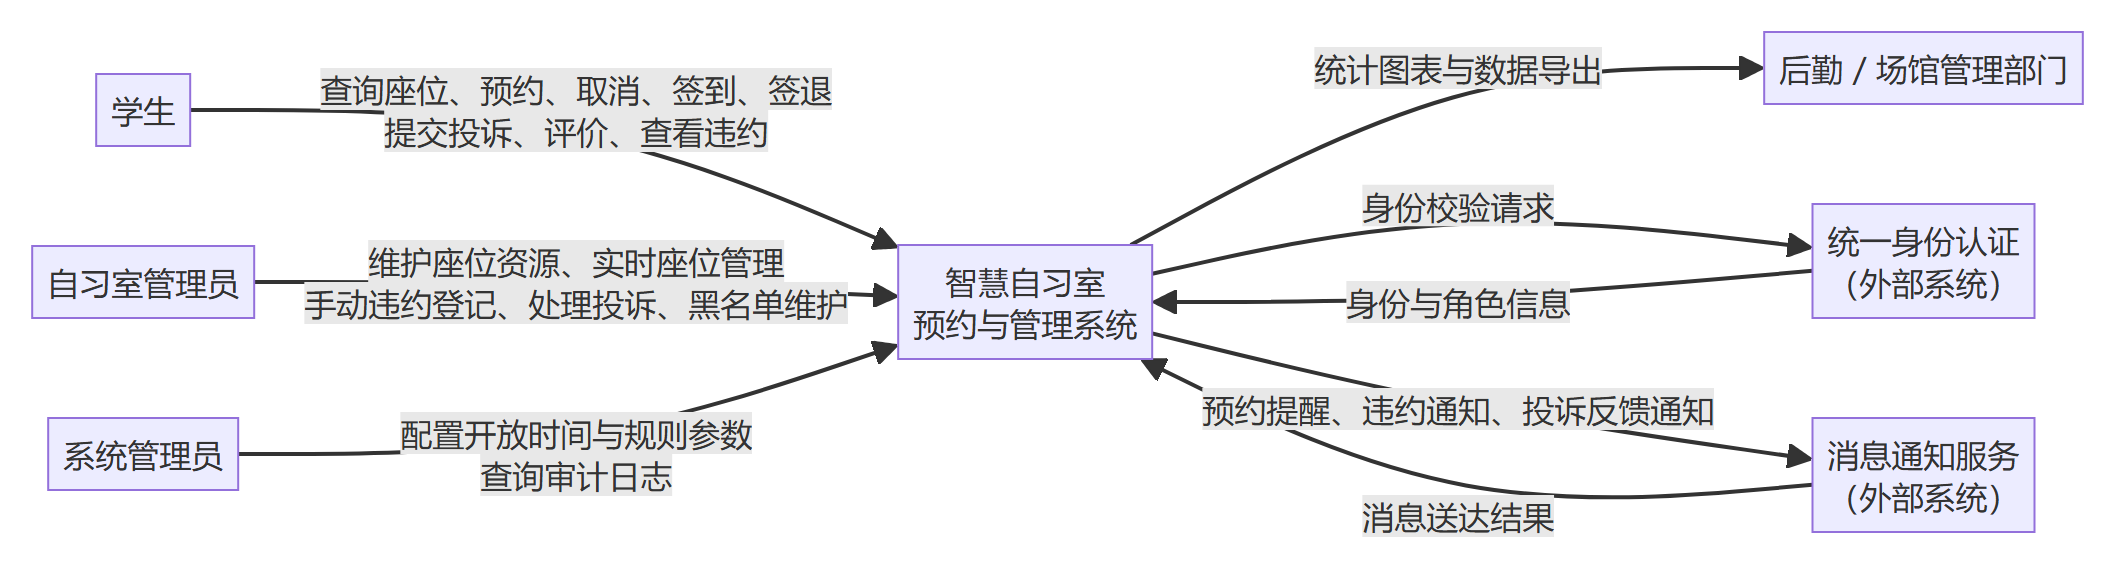 学生
查询座位、预约、取消、签到、签退
提交投诉、评价、查看违约
自习室管理员
维护座位资源、实时座位管理
手动违约登记、处理投诉、黑名单维护
系统管理员
配置开放时间与规则参数
查询审计日志
智慧自习室
预约与管理系统
统计图表与数据导出
后勤 / 场馆管理部门
身份校验请求
身份与角色信息
统一身份认证
（外部系统）
预约提醒、违约通知、投诉反馈通知
消息送达结果
消息通知服务
（外部系统）